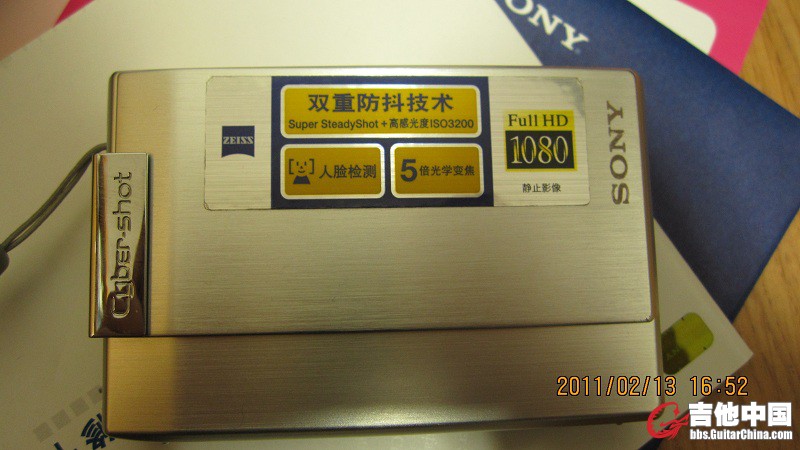 SONY
双重防抖技术
Super SteadyShot+高感光度ISO3200
ZEISS
人脸检测
5倍光学变焦
Full HD
1080
静止影像
SONY
Cyber-shot
2011/02/13 16:52
吉他中国
bbs.GuitarChina.com